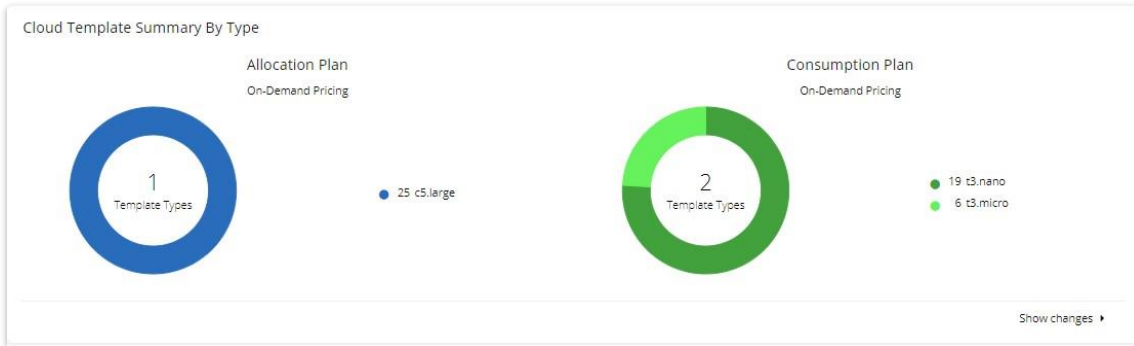 Cloud Template Summary By Type
Allocation Plan
On-Demand Pricing
1
Template Types
25 c5.large
Consumption Plan
On-Demand Pricing
2
Template Types
19 t3.nano
6 t3.micro
Show changes